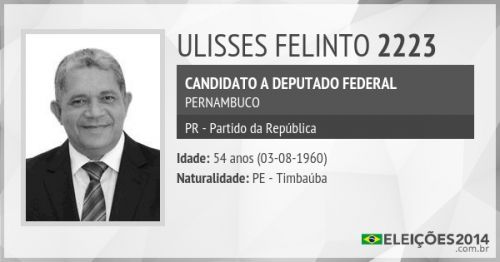 ULISSES FELINTO 2223
CANDIDATO A DEPUTADO FEDERAL
PERNAMBUCO
PR - Partido da República
Idade: 54 anos (03-08-1960)
Naturalidade: PE - Timbaúba
ELEIÇÕES2014
.com.br